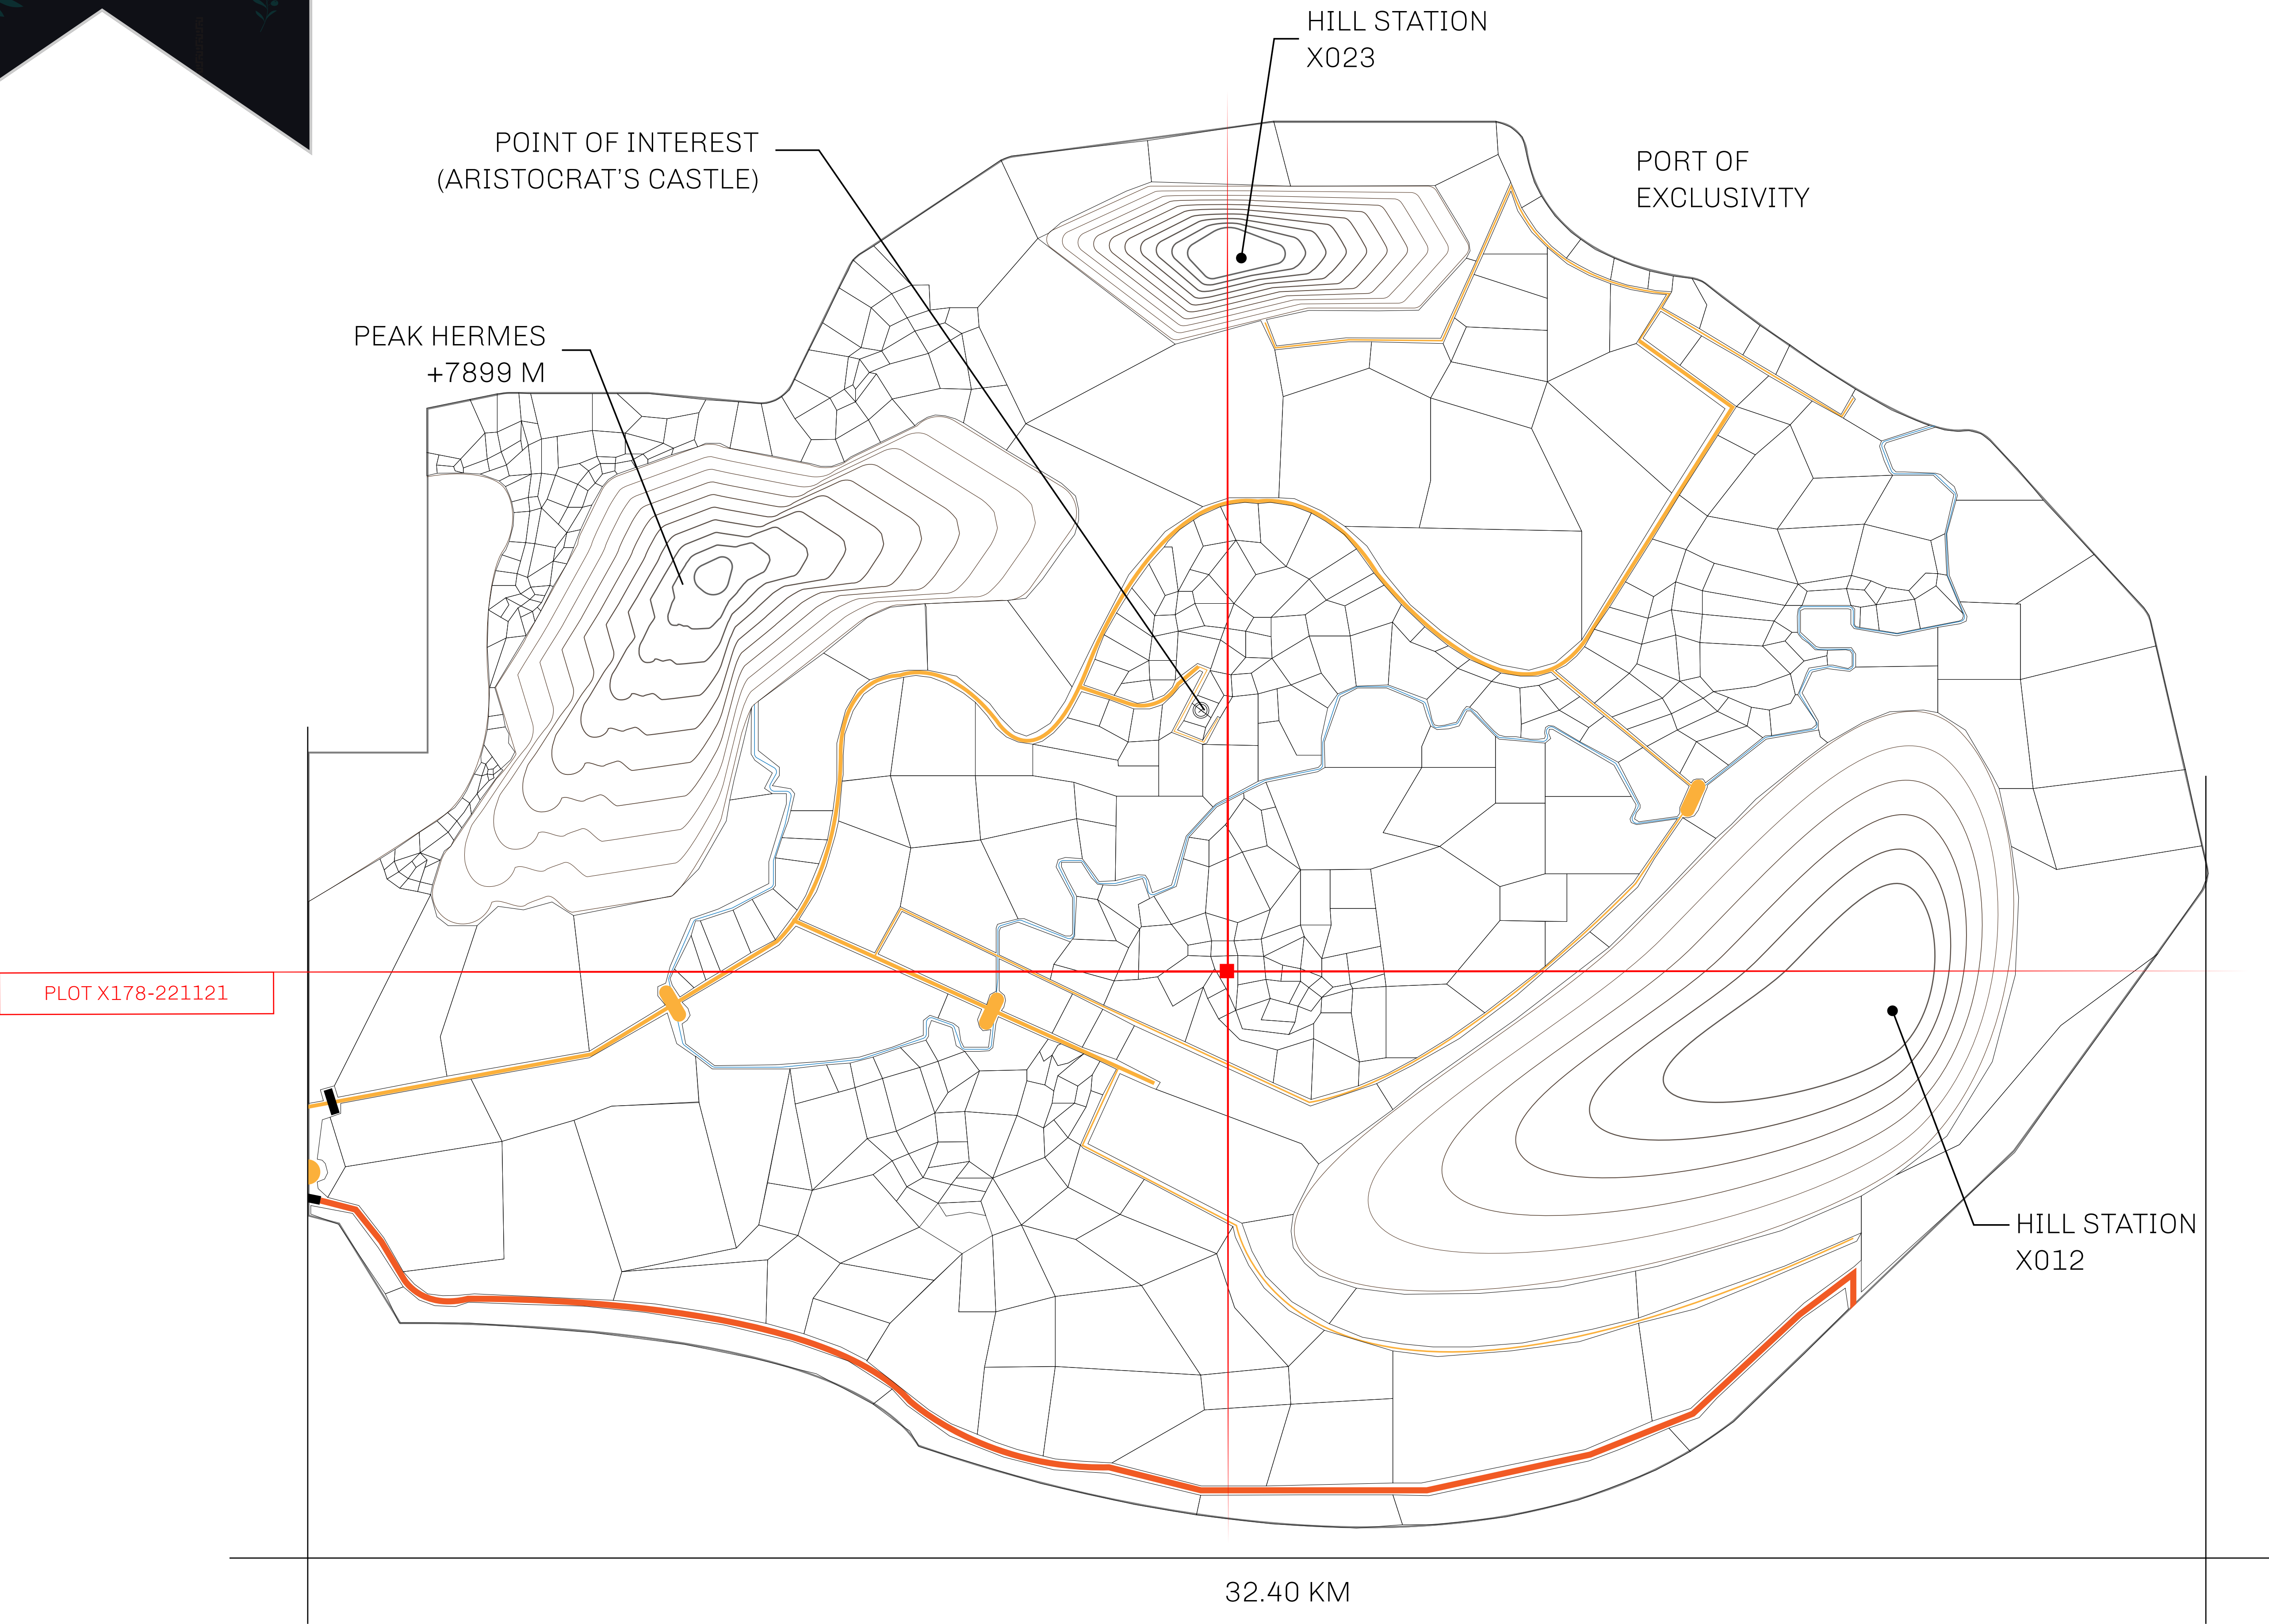 HILL STATION
X023
POINT OF INTEREST
(ARISTOCRAT'S CASTLE)
PORT OF
EXCLUSIVITY
PEAK HERMES
+7899 M
PLOT X178-221121
HILL STATION
X012
32.40 KM